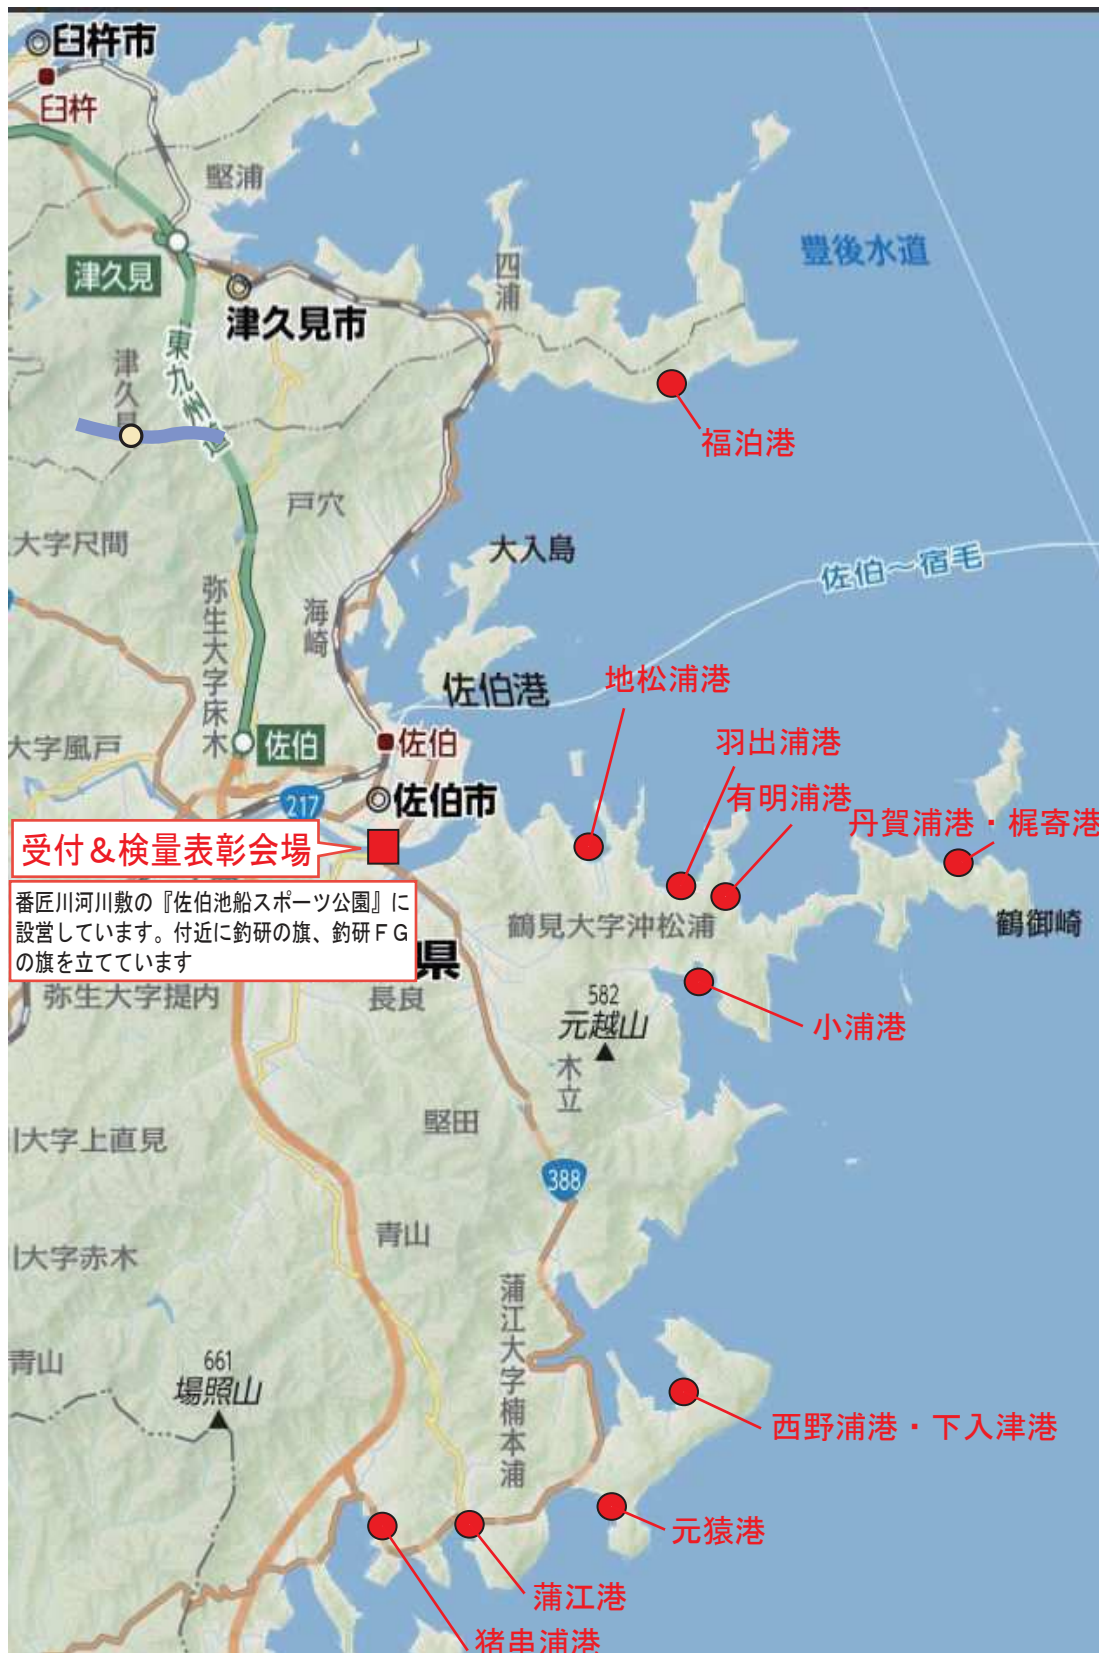 臼杵市
臼杵
堅浦
豊後水道
四浦
津久見
津久見市
東九州道
津久見
福泊港
戸穴
大字尺間
大入島
佐伯〜宿毛
弥生大字床木
海崎
地松浦港
佐伯港
羽出浦港
大字風戸
佐伯
佐伯
有明浦港
217
佐伯市
丹賀浦港・梶寄港
受付&検量表彰会場
番匠川河川敷の『佐伯池船スポーツ公園』に
設営しています。付近に釣研の旗、釣研FG
の旗を立てています
鶴見大字沖松浦
鶴御崎
県
弥生大字提内
長良
582
元越山
小浦港
木立
堅田
大字上直見
388
青山
大字赤木
蒲江大字楠本浦
青山
661
場照山
西野浦港・下入津港
元猿港
蒲江港
猪串浦港